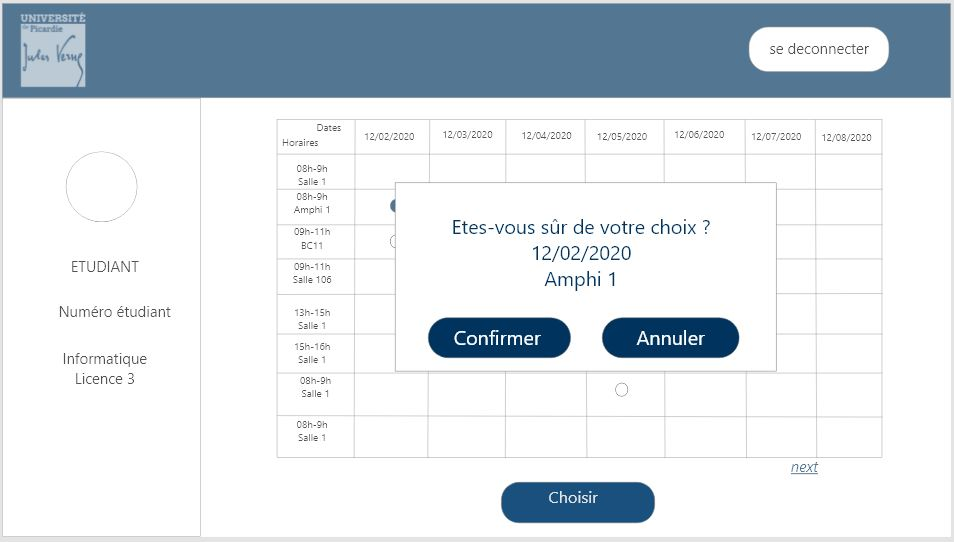 UNIVERSITÉ
de Picardie
Jules Verne
se deconnecter
ETUDIANT
Numéro étudiant
Informatique
Licence 3
Dates
Horaires
12/02/2020
12/03/2020
12/04/2020
12/05/2020
12/06/2020
12/07/2020
12/08/2020
08h-9h
Salle 1
08h-9h
Amphi 1
09h-11h
BC11
09h-11h
Salle 106
13h-15h
Salle 1
15h-16h
Salle 1
08h-9h
Salle 1
08h-9h
Salle 1
Etes-vous sûr de votre choix ?
12/02/2020
Amphi 1
Confirmer
Annuler
next
Choisir